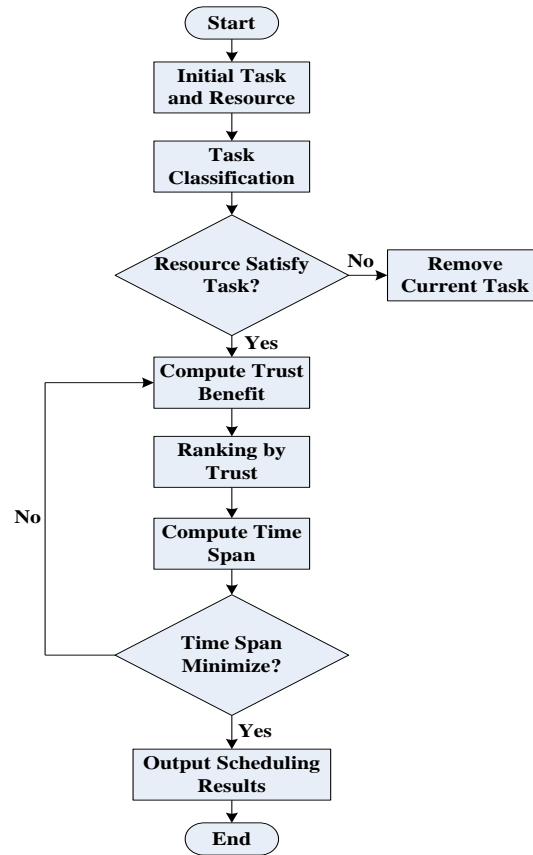 Start
Initial Task
and Resource
Task
Classification
Resource Satisfy
Task?
No
Remove
Current Task
Yes
Compute Trust
Benefit
Ranking by
Trust
No
Compute Time
Span
Time Span
Minimize?
Yes
Output Scheduling
Results
End